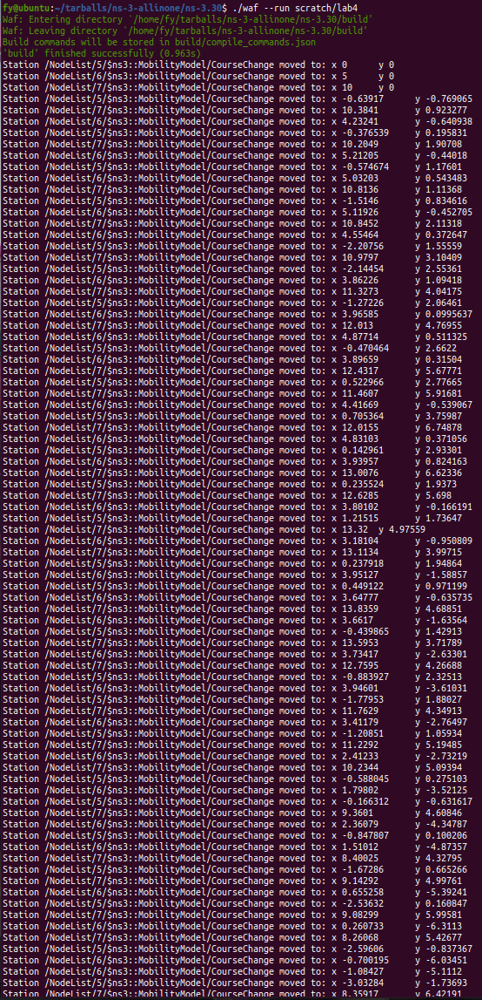 fy@ubuntu:~/tarballs/ns-3-allinone/ns-3.30$ ./waf --run scratch/lab4
Waf: Entering directory `/home/fy/tarballs/ns-3-allinone/ns-3.30/build'
Waf: Leaving directory `/home/fy/tarballs/ns-3-allinone/ns-3.30/build'
Build commands will be stored in build/compile_commands.json
'build' finished successfully (0.963s)
Station /NodeList/5/$ns3::MobilityModel/CourseChange moved to: x 0 y 0
Station /NodeList/6/$ns3::MobilityModel/CourseChange moved to: x 5 y 0
Station /NodeList/7/$ns3::MobilityModel/CourseChange moved to: x 10 y 0
Station /NodeList/5/$ns3::MobilityModel/CourseChange moved to: x -0.63917 y -0.769065
Station /NodeList/7/$ns3::MobilityModel/CourseChange moved to: x 10.3841 y 0.923277
Station /NodeList/6/$ns3::MobilityModel/CourseChange moved to: x 4.23241 y -0.640938
Station /NodeList/5/$ns3::MobilityModel/CourseChange moved to: x -0.376539 y 0.195831
Station /NodeList/7/$ns3::MobilityModel/CourseChange moved to: x 10.2049 y 1.90708
Station /NodeList/6/$ns3::MobilityModel/CourseChange moved to: x 5.21205 y -0.44018
Station /NodeList/5/$ns3::MobilityModel/CourseChange moved to: x -0.574674 y 1.17601
Station /NodeList/6/$ns3::MobilityModel/CourseChange moved to: x 5.03203 y 0.543483
Station /NodeList/7/$ns3::MobilityModel/CourseChange moved to: x 10.8136 y 1.11368
Station /NodeList/5/$ns3::MobilityModel/CourseChange moved to: x -1.5146 y 0.834616
Station /NodeList/6/$ns3::MobilityModel/CourseChange moved to: x 5.11926 y -0.452705
Station /NodeList/7/$ns3::MobilityModel/CourseChange moved to: x 10.8452 y 2.11318
Station /NodeList/6/$ns3::MobilityModel/CourseChange moved to: x 4.55464 y 0.372647
Station /NodeList/5/$ns3::MobilityModel/CourseChange moved to: x -2.20756 y 1.55559
Station /NodeList/7/$ns3::MobilityModel/CourseChange moved to: x 10.9797 y 3.10409
Station /NodeList/5/$ns3::MobilityModel/CourseChange moved to: x -2.14454 y 2.55361
Station /NodeList/6/$ns3::MobilityModel/CourseChange moved to: x 3.86226 y 1.09418
Station /NodeList/7/$ns3::MobilityModel/CourseChange moved to: x 11.3273 y 4.04175
Station /NodeList/5/$ns3::MobilityModel/CourseChange moved to: x -1.27226 y 2.06461
Station /NodeList/6/$ns3::MobilityModel/CourseChange moved to: x 3.96585 y 0.0995637
Station /NodeList/7/$ns3::MobilityModel/CourseChange moved to: x 12.013 y 4.76955
Station /NodeList/6/$ns3::MobilityModel/CourseChange moved to: x 4.87714 y 0.511325
Station /NodeList/5/$ns3::MobilityModel/CourseChange moved to: x -0.470464 y 2.6622
Station /NodeList/6/$ns3::MobilityModel/CourseChange moved to: x 3.89659 y 0.31504
Station /NodeList/7/$ns3::MobilityModel/CourseChange moved to: x 12.4317 y 5.67771
Station /NodeList/5/$ns3::MobilityModel/CourseChange moved to: x 0.522966 y 2.77665
Station /NodeList/7/$ns3::MobilityModel/CourseChange moved to: x 11.4607 y 5.91681
Station /NodeList/6/$ns3::MobilityModel/CourseChange moved to: x 4.41669 y -0.539067
Station /NodeList/5/$ns3::MobilityModel/CourseChange moved to: x 0.705364 y 3.75987
Station /NodeList/7/$ns3::MobilityModel/CourseChange moved to: x 12.0155 y 6.74878
Station /NodeList/6/$ns3::MobilityModel/CourseChange moved to: x 4.83103 y 0.371056
Station /NodeList/5/$ns3::MobilityModel/CourseChange moved to: x 0.142961 y 2.93301
Station /NodeList/6/$ns3::MobilityModel/CourseChange moved to: x 3.93957 y 0.824163
Station /NodeList/7/$ns3::MobilityModel/CourseChange moved to: x 13.0076 y 6.62336
Station /NodeList/5/$ns3::MobilityModel/CourseChange moved to: x 0.235524 y 1.9373
Station /NodeList/7/$ns3::MobilityModel/CourseChange moved to: x 12.6285 y 5.698
Station /NodeList/6/$ns3::MobilityModel/CourseChange moved to: x 3.80102 y -0.166191
Station /NodeList/5/$ns3::MobilityModel/CourseChange moved to: x 1.21515 y 1.73647
Station /NodeList/7/$ns3::MobilityModel/CourseChange moved to: x 13.32 y 4.97559
Station /NodeList/6/$ns3::MobilityModel/CourseChange moved to: x 3.18104 y -0.950809
Station /NodeList/7/$ns3::MobilityModel/CourseChange moved to: x 13.1134 y 3.99715
Station /NodeList/5/$ns3::MobilityModel/CourseChange moved to: x 0.237918 y 1.94864
Station /NodeList/6/$ns3::MobilityModel/CourseChange moved to: x 3.95127 y -1.58857
Station /NodeList/5/$ns3::MobilityModel/CourseChange moved to: x 0.449122 y 0.971199
Station /NodeList/6/$ns3::MobilityModel/CourseChange moved to: x 3.64477 y -0.635735
Station /NodeList/7/$ns3::MobilityModel/CourseChange moved to: x 13.8359 y 4.68851
Station /NodeList/6/$ns3::MobilityModel/CourseChange moved to: x 3.6617 y -1.63564
Station /NodeList/5/$ns3::MobilityModel/CourseChange moved to: x -0.439865 y 1.42913
Station /NodeList/7/$ns3::MobilityModel/CourseChange moved to: x 13.5953 y 3.71789
Station /NodeList/6/$ns3::MobilityModel/CourseChange moved to: x 3.73417 y -2.63301
Station /NodeList/7/$ns3::MobilityModel/CourseChange moved to: x 12.7595 y 4.26688
Station /NodeList/5/$ns3::MobilityModel/CourseChange moved to: x -0.883927 y 2.32513
Station /NodeList/6/$ns3::MobilityModel/CourseChange moved to: x 3.94601 y -3.61031
Station /NodeList/5/$ns3::MobilityModel/CourseChange moved to: x -1.77953 y 1.88027
Station /NodeList/7/$ns3::MobilityModel/CourseChange moved to: x 11.7629 y 4.34913
Station /NodeList/6/$ns3::MobilityModel/CourseChange moved to: x 3.41179 y -2.76497
Station /NodeList/5/$ns3::MobilityModel/CourseChange moved to: x -1.20851 y 1.05934
Station /NodeList/7/$ns3::MobilityModel/CourseChange moved to: x 11.2292 y 5.19485
Station /NodeList/6/$ns3::MobilityModel/CourseChange moved to: x 2.41233 y -2.73219
Station /NodeList/7/$ns3::MobilityModel/CourseChange moved to: x 10.2344 y 5.09394
Station /NodeList/5/$ns3::MobilityModel/CourseChange moved to: x -0.588045 y 0.275103
Station /NodeList/6/$ns3::MobilityModel/CourseChange moved to: x 1.79802 y -3.52125
Station /NodeList/5/$ns3::MobilityModel/CourseChange moved to: x -0.166312 y -0.631617
Station /NodeList/7/$ns3::MobilityModel/CourseChange moved to: x 9.3601 y 4.60846
Station /NodeList/6/$ns3::MobilityModel/CourseChange moved to: x 2.36079 y -4.34787
Station /NodeList/5/$ns3::MobilityModel/CourseChange moved to: x -0.847807 y 0.100206
Station /NodeList/6/$ns3::MobilityModel/CourseChange moved to: x 1.51012 y -4.87357
Station /NodeList/7/$ns3::MobilityModel/CourseChange moved to: x 8.40025 y 4.32795
Station /NodeList/5/$ns3::MobilityModel/CourseChange moved to: x -1.67286 y 0.665266
Station /NodeList/7/$ns3::MobilityModel/CourseChange moved to: x 9.14292 y 4.99761
Station /NodeList/6/$ns3::MobilityModel/CourseChange moved to: x 0.655258 y -5.39241
Station /NodeList/5/$ns3::MobilityModel/CourseChange moved to: x -2.53632 y 0.160847
Station /NodeList/7/$ns3::MobilityModel/CourseChange moved to: x 9.08299 y 5.99581
Station /NodeList/6/$ns3::MobilityModel/CourseChange moved to: x 0.260733 y -6.3113
Station /NodeList/7/$ns3::MobilityModel/CourseChange moved to: x 8.26068 y 5.42677
Station /NodeList/5/$ns3::MobilityModel/CourseChange moved to: x -2.59606 y -0.837367
Station /NodeList/6/$ns3::MobilityModel/CourseChange moved to: x -0.700195 y -6.03451
Station /NodeList/6/$ns3::MobilityModel/CourseChange moved to: x -1.08427 y -5.1112
Station /NodeList/5/$ns3::MobilityModel/CourseChange moved to: x -3.03284 y -1.73693
Station /NodeList/7/$ns3::MobilityModel/CourseChange moved to: x 8.35917 y 6.42191